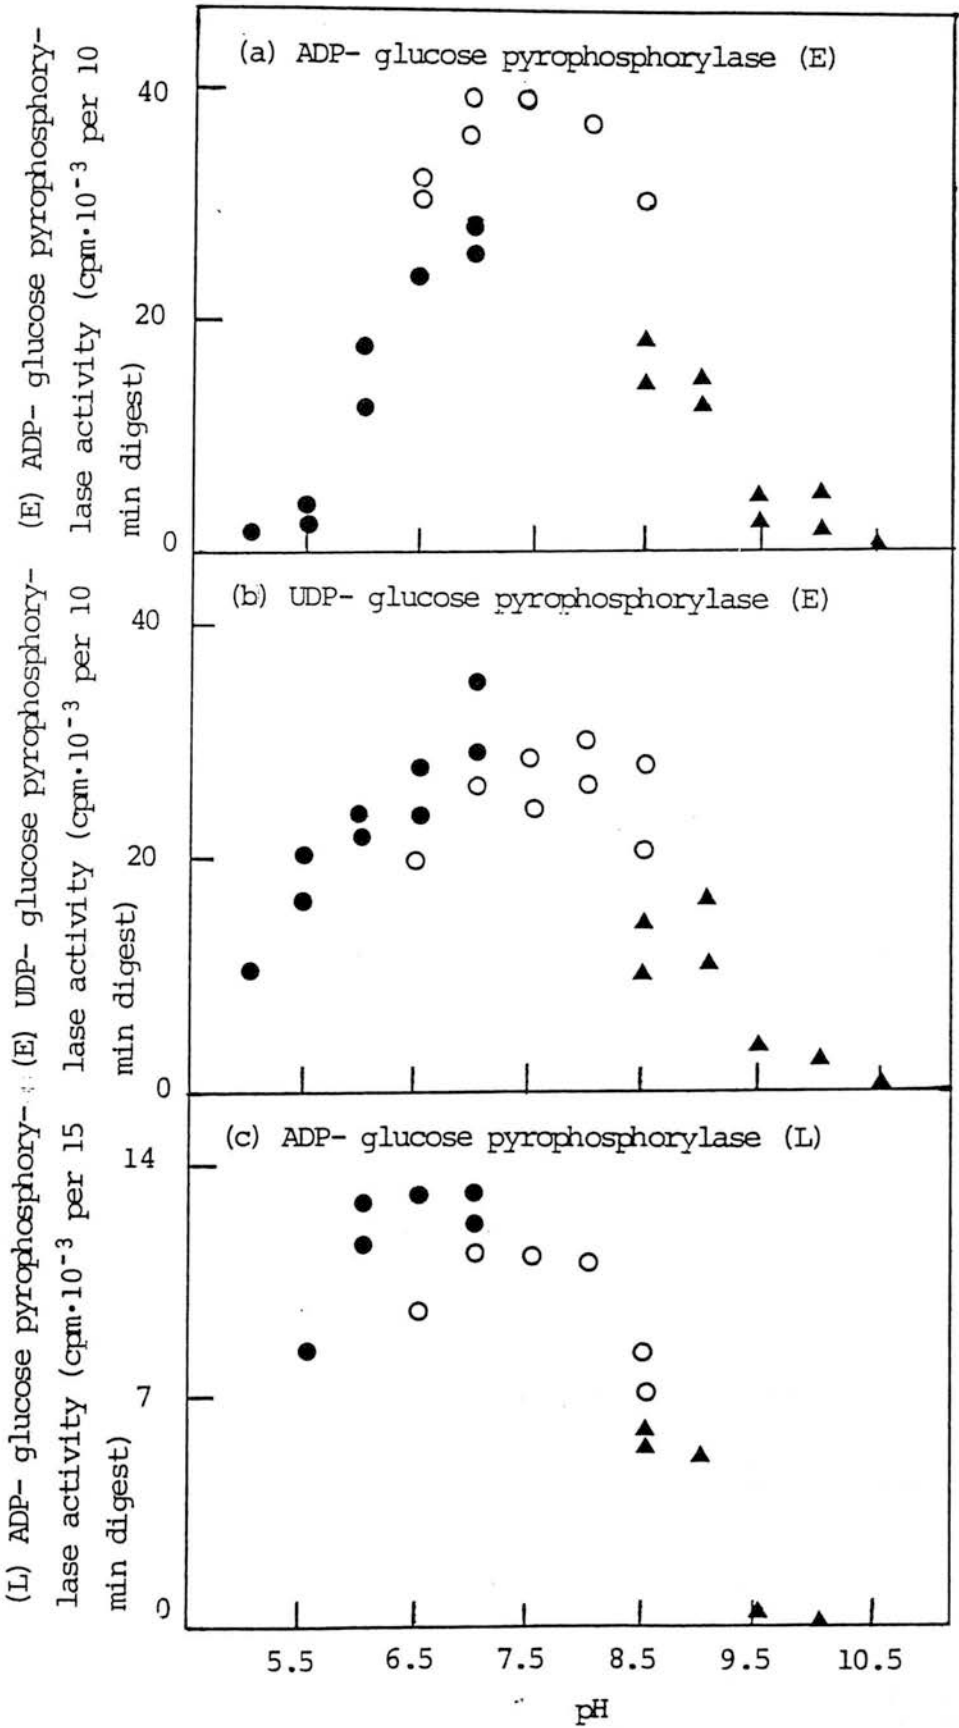 (E) ADP- glucose pyrophosphory-
lase activity (cpm·10⁻³ per 10
min digest)
(a) ADP- glucose pyrophosphorylase (E)
40
20
0
(E) UDP- glucose pyrophosphory-
lase activity (cpm·10⁻³ per 10
min digest)
(b) UDP- glucose pyrophosphorylase (E)
40
20
0
(L) ADP- glucose pyrophosphory-
lase activity (cpm·10⁻³ per 15
min digest)
(c) ADP- glucose pyrophosphorylase (L)
14
7
0
5.5 6.5 7.5 8.5 9.5 10.5
pH